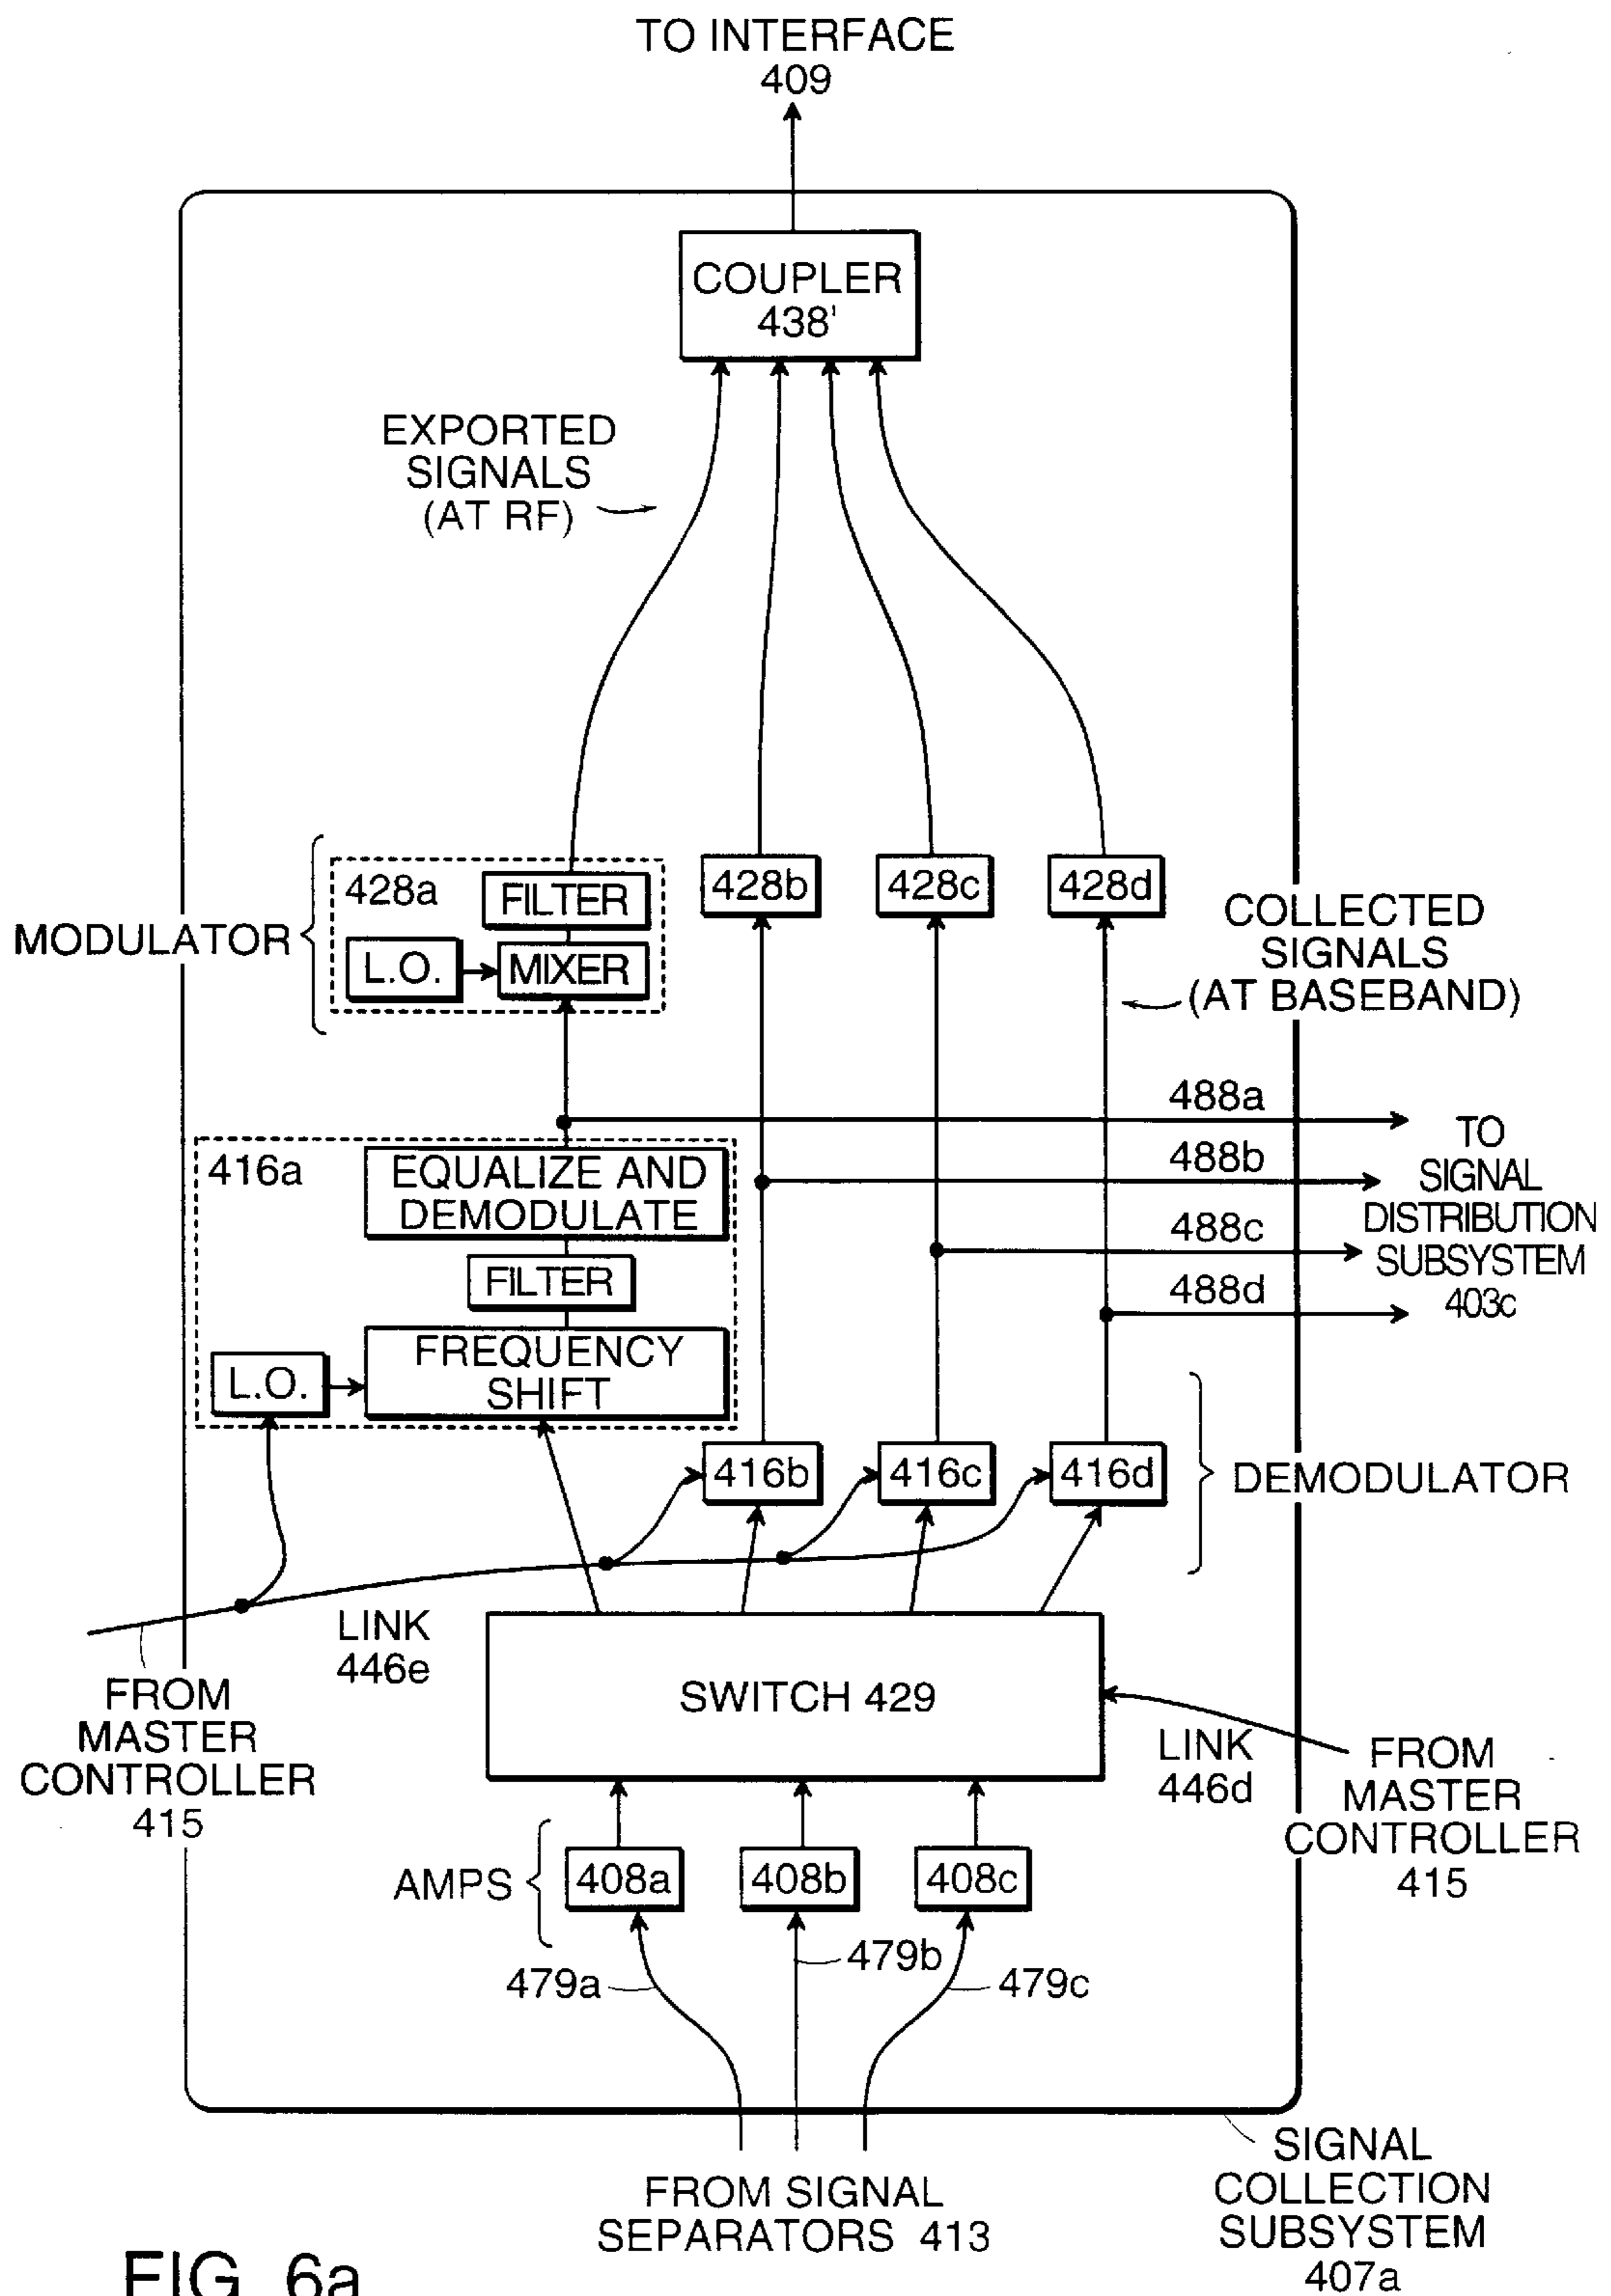 TO INTERFACE
409
COUPLER
438'
EXPORTED
SIGNALS
(AT RF)
MODULATOR
428a
FILTER
L.O.
MIXER
428b
428c
428d
COLLECTED
SIGNALS
(AT BASEBAND)
488a
488b
488c
488d
TO
SIGNAL
DISTRIBUTION
SUBSYSTEM
403c
416a
EQUALIZE AND
DEMODULATE
FILTER
FREQUENCY
SHIFT
L.O.
416b
416c
416d
DEMODULATOR
LINK
446e
FROM
MASTER
CONTROLLER
415
SWITCH 429
LINK
446d
FROM
MASTER
CONTROLLER
415
AMPS
408a
408b
408c
479a
479b
479c
FROM SIGNAL
SEPARATORS 413
SIGNAL
COLLECTION
SUBSYSTEM
407a
FIG. 6a